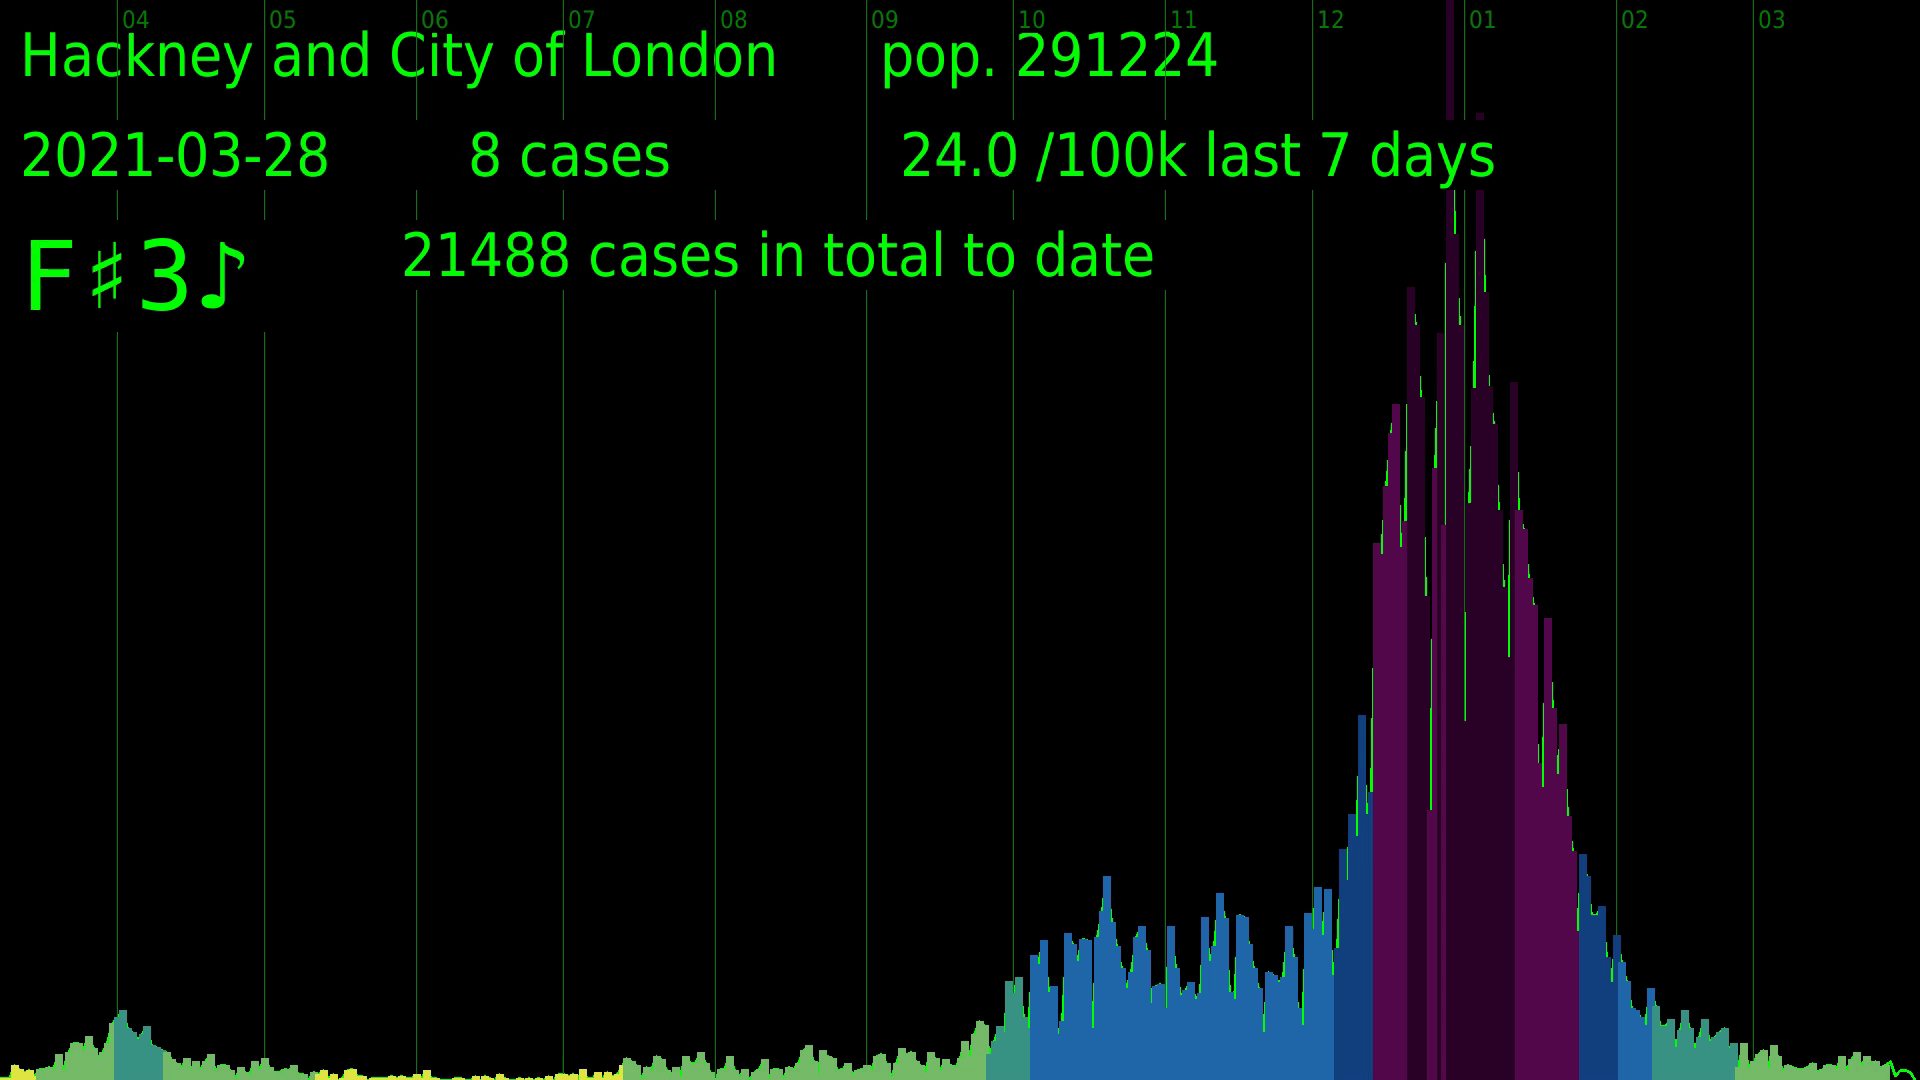 04 05 06 07 08 09 10 11 12 01 02 03
Hackney and City of London pop. 291224
2021-03-28 8 cases 24.0 /100k last 7 days
F♯3♪ 21488 cases in total to date